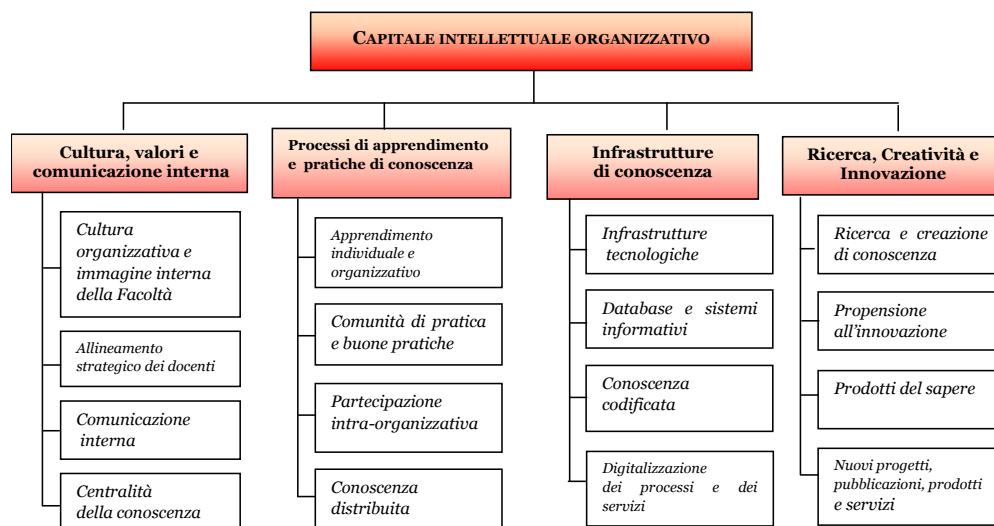 CAPITALE INTELLETTUALE ORGANIZZATIVO
Cultura, valori e
comunicazione interna
Cultura
organizzativa e
immagine interna
della Facoltà
Allineamento
strategico dei docenti
Comunicazione
interna
Centralità
della conoscenza
Processi di apprendimento
e pratiche di conoscenza
Apprendimento
individuale e
organizzativo
Comunità di pratica
e buone pratiche
Partecipazione
intra-organizzativa
Conoscenza
distribuita
Infrastrutture
di conoscenza
Infrastrutture
tecnologiche
Database e sistemi
informativi
Conoscenza
codificata
Digitalizzazione
dei processi e dei
servizi
Ricerca, Creatività e
Innovazione
Ricerca e creazione
di conoscenza
Propensione
all'innovazione
Prodotti del sapere
Nuovi progetti,
pubblicazioni, prodotti
e servizi